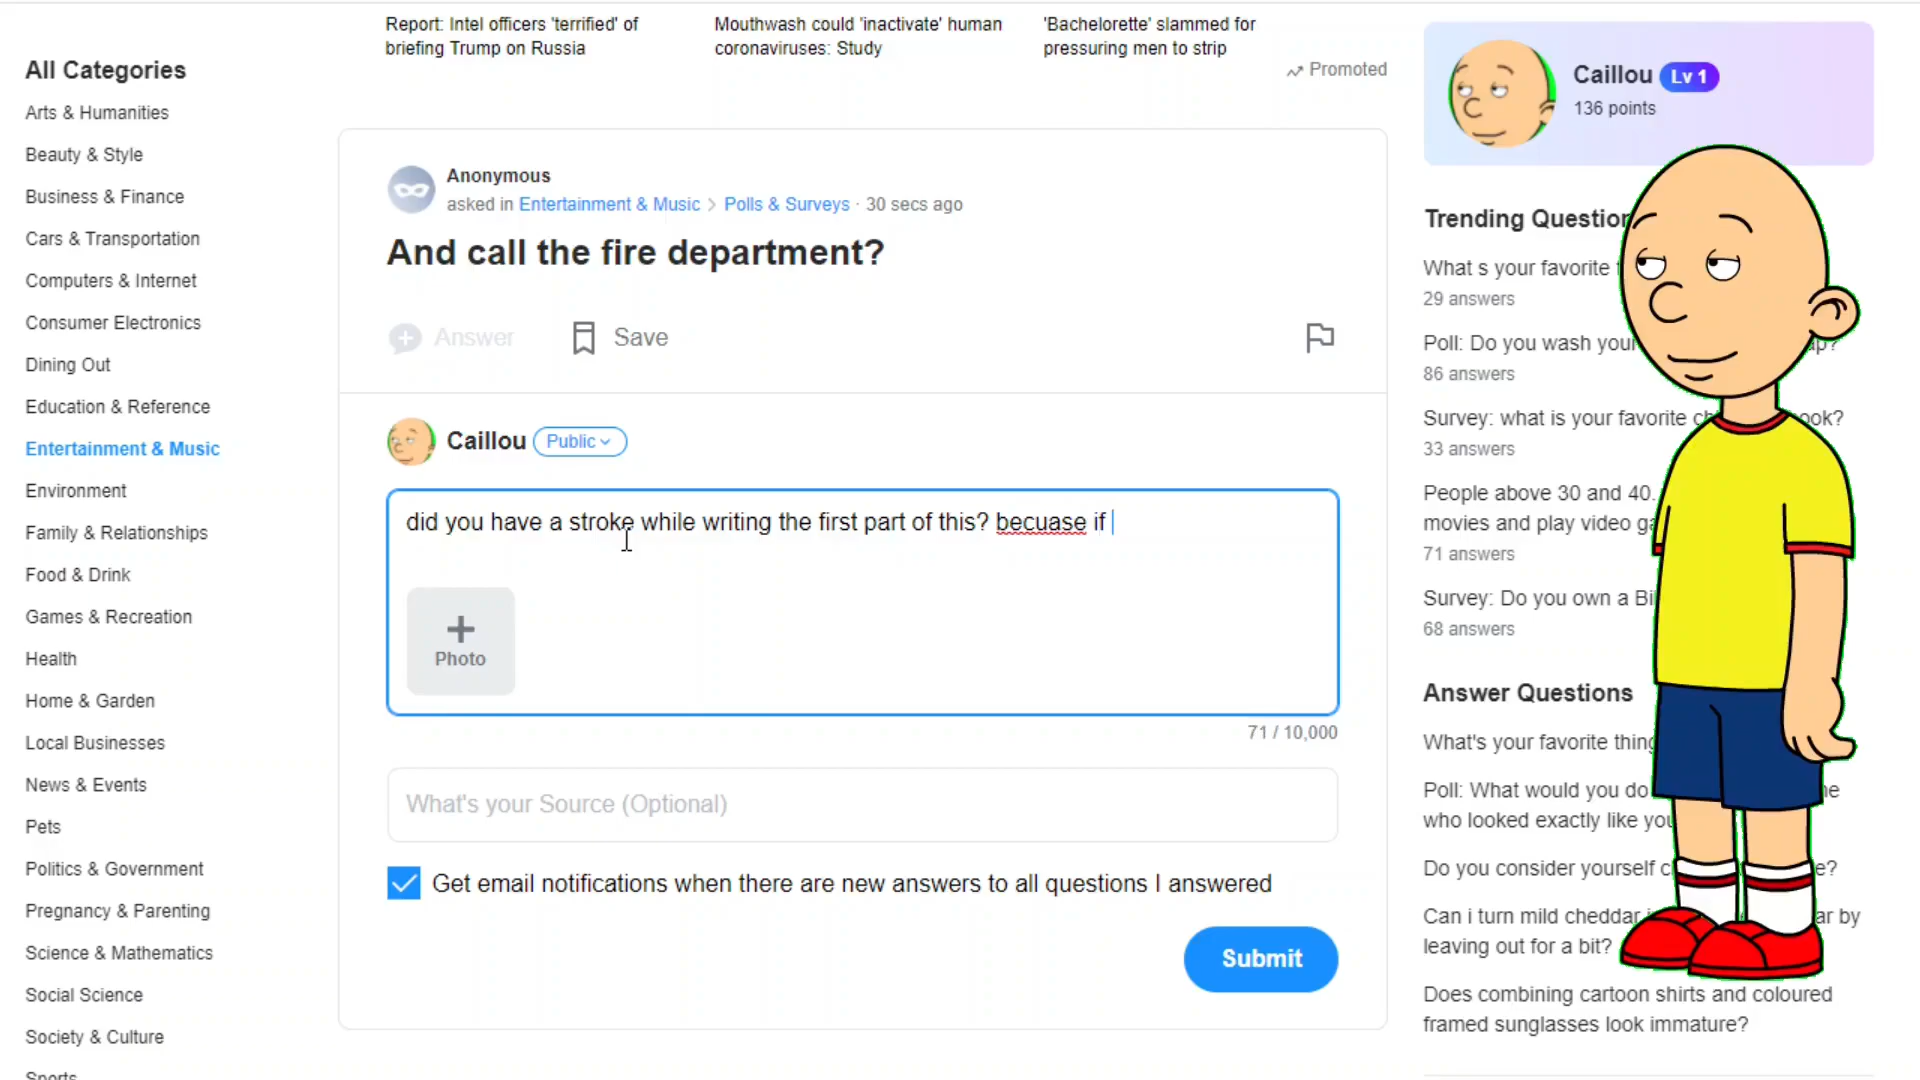 Report: Intel officers 'terrified' of
briefing Trump on Russia
Mouthwash could 'inactivate' human
coronaviruses: Study
'Bachelorette' slammed for
pressuring men to strip
Promoted
All Categories
Arts & Humanities
Beauty & Style
Business & Finance
Cars & Transportation
Computers & Internet
Consumer Electronics
Dining Out
Education & Reference
Entertainment & Music
Environment
Family & Relationships
Food & Drink
Games & Recreation
Health
Home & Garden
Local Businesses
News & Events
Pets
Politics & Government
Pregnancy & Parenting
Science & Mathematics
Social Science
Society & Culture
Sports
Anonymous
asked in Entertainment & Music > Polls & Surveys · 30 secs ago
And call the fire department?
Answer
Save
Caillou Public
did you have a stroke while writing the first part of this? becuase if
+
Photo
71 / 10,000
What's your Source (Optional)
Get email notifications when there are new answers to all questions I answered
Submit
Caillou Lv 1
136 points
Trending
What s your favorite
29 answers
Poll: Do you wash
86 answers
Survey: what is your favorite
33 answers
People above 30 and 40.
movies and play video
71 answers
Survey: Do you own a
68 answers
Answer Questions
What's your favorite
Poll: What would you do
who looked exactly like
Do you consider yourself
Can i turn mild cheddar by
leaving out for a bit?
Does combining cartoon shirts and coloured
framed sunglasses look immature?